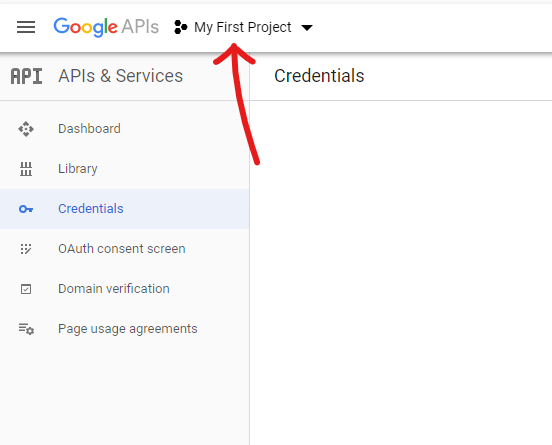 Google APIs My First Project
API APIs & Services Credentials
Dashboard
Library
Credentials
OAuth consent screen
Domain verification
Page usage agreements